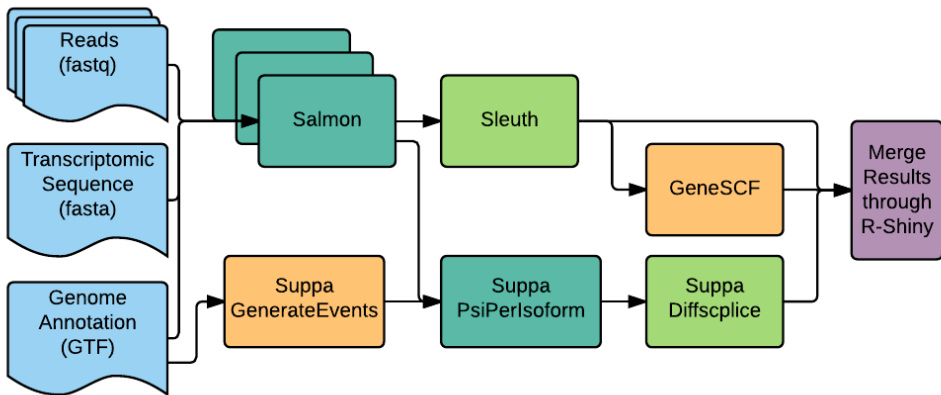 Reads
(fastq)
Transcriptomic
Sequence
(fasta)
Genome
Annotation
(GTF)
Salmon
Sleuth
GeneSCF
Suppa
GenerateEvents
Suppa
PsiPerIsoform
Suppa
Diffscplice
Merge
Results
through
R-Shiny